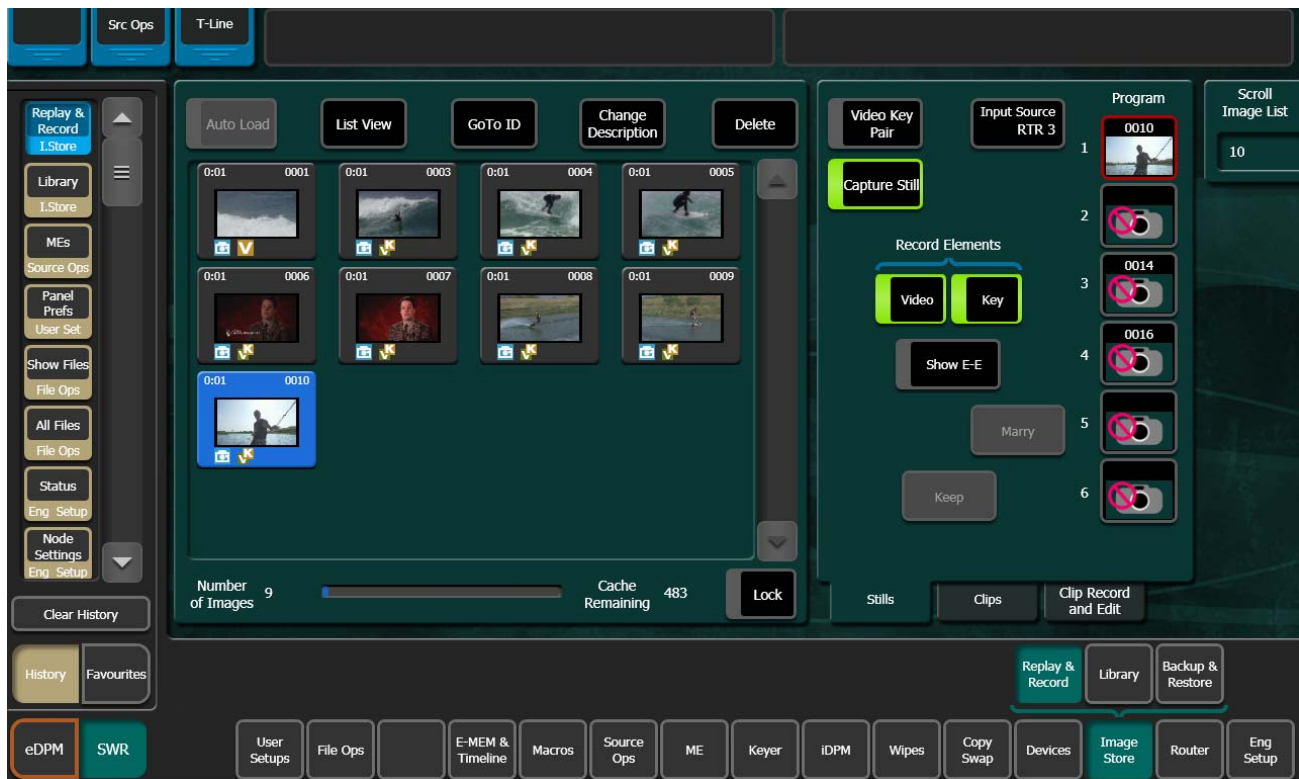 Src Ops
T-Line
Replay &
Record
I.Store
Library
I.Store
MEs
Source Ops
Panel
Prefs
User Set
Show Files
File Ops
All Files
File Ops
Status
Eng Setup
Node
Settings
Eng Setup
Clear History
History
Favourites
Auto Load
List View
GoTo ID
Change
Description
Delete
0:01 0001
0:01 0003
0:01 0004
0:01 0005
V
K
K
K
0:01 0006
0:01 0007
0:01 0008
0:01 0009
K
K
K
K
0:01 0010
K
Number
of Images 9
Cache
Remaining 483
Lock
Video Key
Pair
Input Source
RTR 3
Capture Still
Record Elements
Video
Key
Show E-E
Marry
Keep
Program
1 0010
2
3 0014
4 0016
5
6
Stills
Clips
Clip Record
and Edit
Scroll
Image List
10
Replay &
Record
Library
Backup &
Restore
eDPM
SWR
User
Setups
File Ops
E-MEM &
Timeline
Macros
Source
Ops
ME
Keyer
iDPM
Wipes
Copy
Swap
Devices
Image
Store
Router
Eng
Setup